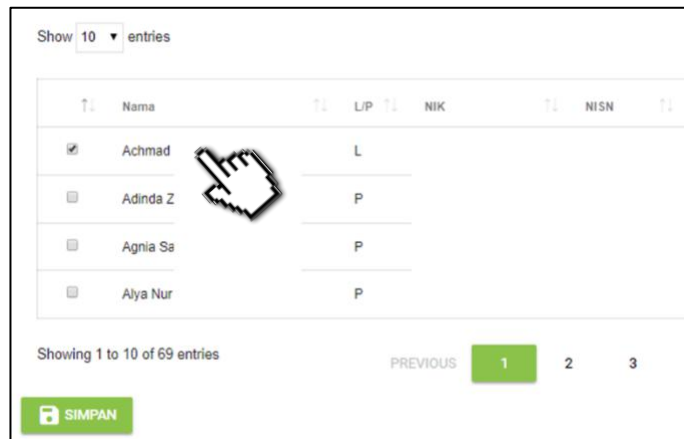 Show 10 entries
Nama L/P NIK NISN
Achmad L
Adinda Z P
Agnia Sa P
Alya Nur P
Showing 1 to 10 of 69 entries
PREVIOUS 1 2 3
SIMPAN